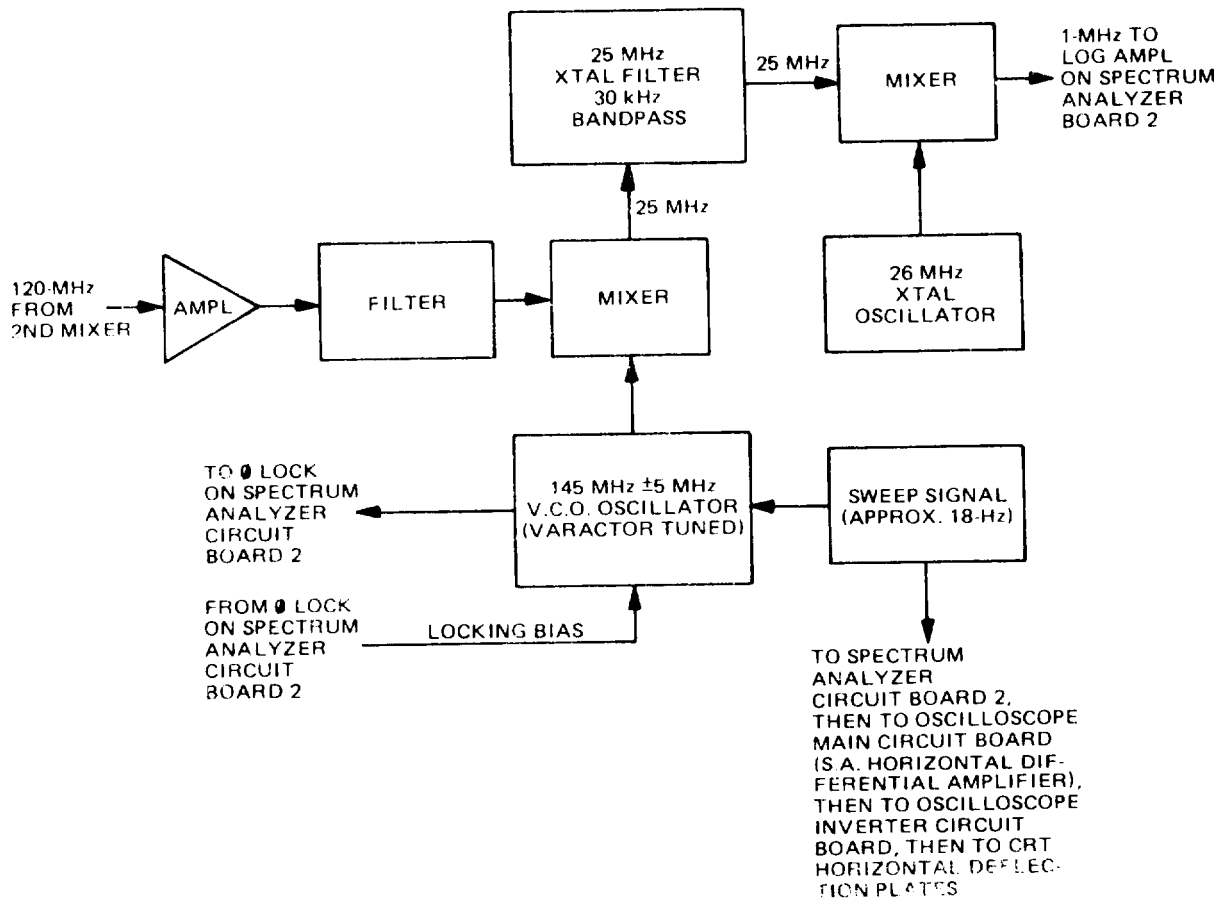 25 MHz
XTAL FILTER
30 kHz
BANDPASS
25 MHz
MIXER
1-MHz TO
LOG AMPL
ON SPECTRUM
ANALYZER
BOARD 2
25 MHz
120-MHz
FROM
2ND MIXER
AMPL
FILTER
MIXER
26 MHz
XTAL
OSCILLATOR
TO Ø LOCK
ON SPECTRUM
ANALYZER
CIRCUIT
BOARD 2
145 MHz ±5 MHz
V.C.O. OSCILLATOR
(VARACTOR TUNED)
SWEEP SIGNAL
(APPROX. 18-Hz)
FROM Ø LOCK
ON SPECTRUM
ANALYZER
CIRCUIT
BOARD 2
LOCKING BIAS
TO SPECTRUM
ANALYZER
CIRCUIT BOARD 2,
THEN TO OSCILLOSCOPE
MAIN CIRCUIT BOARD
(S.A. HORIZONTAL DIF-
FERENTIAL AMPLIFIER),
THEN TO OSCILLOSCOPE
INVERTER CIRCUIT
BOARD, THEN TO CRT
HORIZONTAL DEFLEC-
TION PLATES